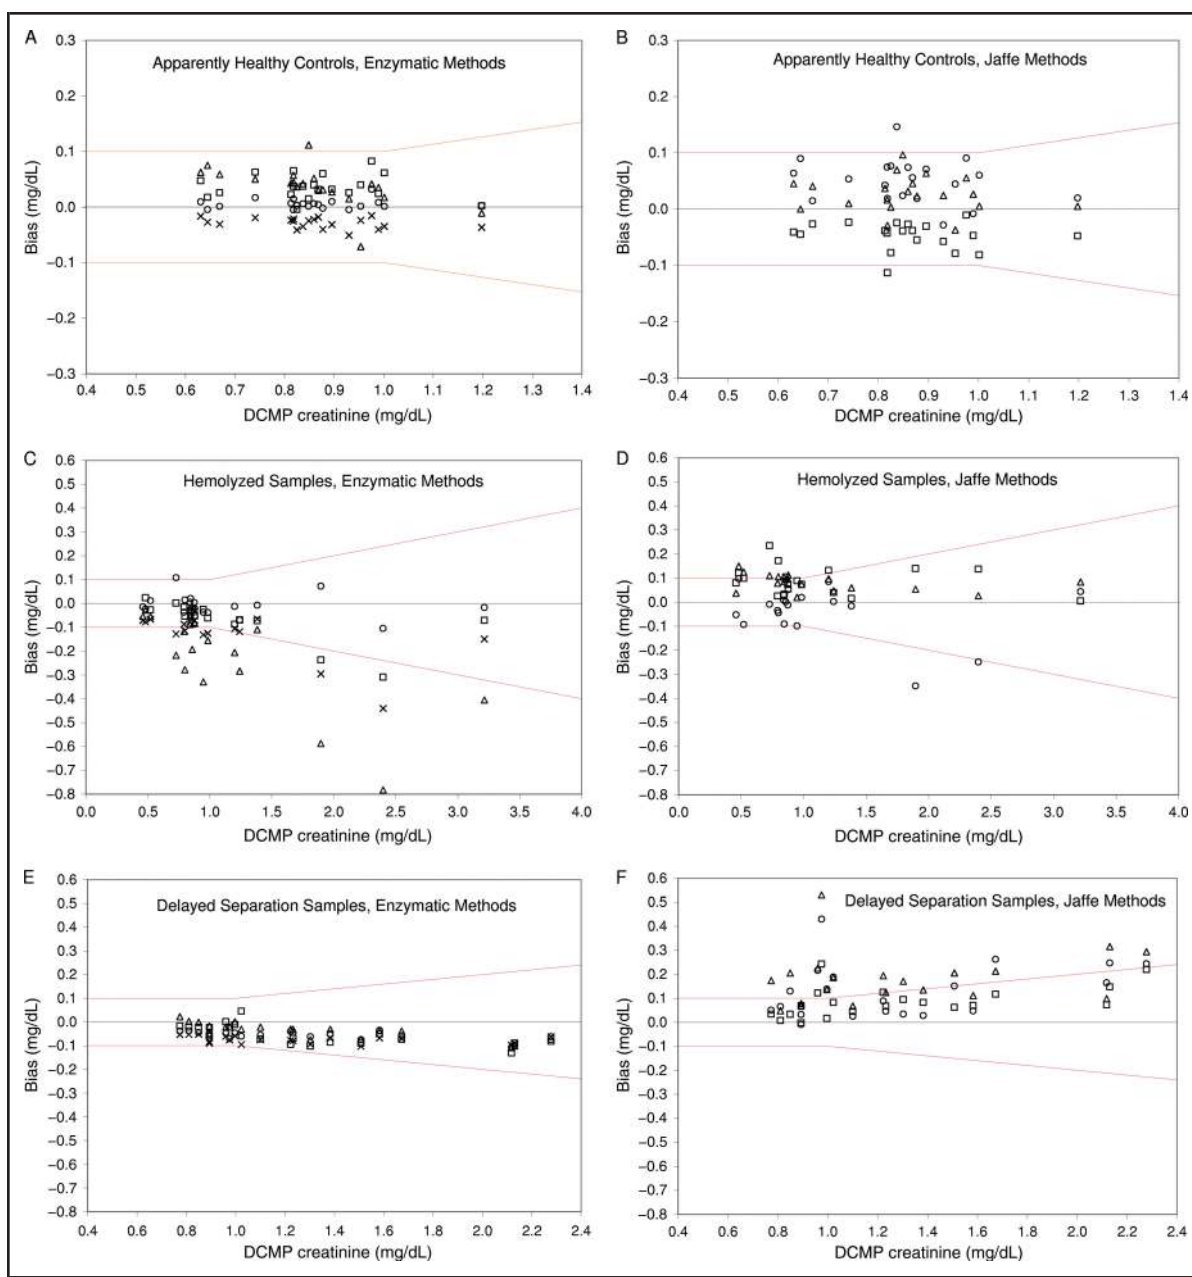 A
Apparently Healthy Controls, Enzymatic Methods
0.3
0.2
0.1
0.0
−0.1
−0.2
−0.3
Bias (mg/dL)
0.4 0.5 0.6 0.7 0.8 0.9 1.0 1.1 1.2 1.3 1.4
DCMP creatinine (mg/dL)
B
Apparently Healthy Controls, Jaffe Methods
0.3
0.2
0.1
0.0
−0.1
−0.2
−0.3
Bias (mg/dL)
0.4 0.5 0.6 0.7 0.8 0.9 1.0 1.1 1.2 1.3 1.4
DCMP creatinine (mg/dL)
C
Hemolyzed Samples, Enzymatic Methods
0.6
0.5
0.4
0.3
0.2
0.1
0.0
−0.1
−0.2
−0.3
−0.4
−0.5
−0.6
−0.7
−0.8
Bias (mg/dL)
0.0 0.5 1.0 1.5 2.0 2.5 3.0 3.5 4.0
DCMP creatinine (mg/dL)
D
Hemolyzed Samples, Jaffe Methods
0.6
0.5
0.4
0.3
0.2
0.1
0.0
−0.1
−0.2
−0.3
−0.4
−0.5
−0.6
−0.7
−0.8
Bias (mg/dL)
0.0 0.5 1.0 1.5 2.0 2.5 3.0 3.5 4.0
DCMP creatinine (mg/dL)
E
Delayed Separation Samples, Enzymatic Methods
0.6
0.5
0.4
0.3
0.2
0.1
0.0
−0.1
−0.2
−0.3
−0.4
−0.5
−0.6
−0.7
−0.8
Bias (mg/dL)
0.4 0.6 0.8 1.0 1.2 1.4 1.6 1.8 2.0 2.2 2.4
DCMP creatinine (mg/dL)
F
Delayed Separation Samples, Jaffe Methods
0.6
0.5
0.4
0.3
0.2
0.1
0.0
−0.1
−0.2
−0.3
−0.4
−0.5
−0.6
−0.7
−0.8
Bias (mg/dL)
0.4 0.6 0.8 1.0 1.2 1.4 1.6 1.8 2.0 2.2 2.4
DCMP creatinine (mg/dL)